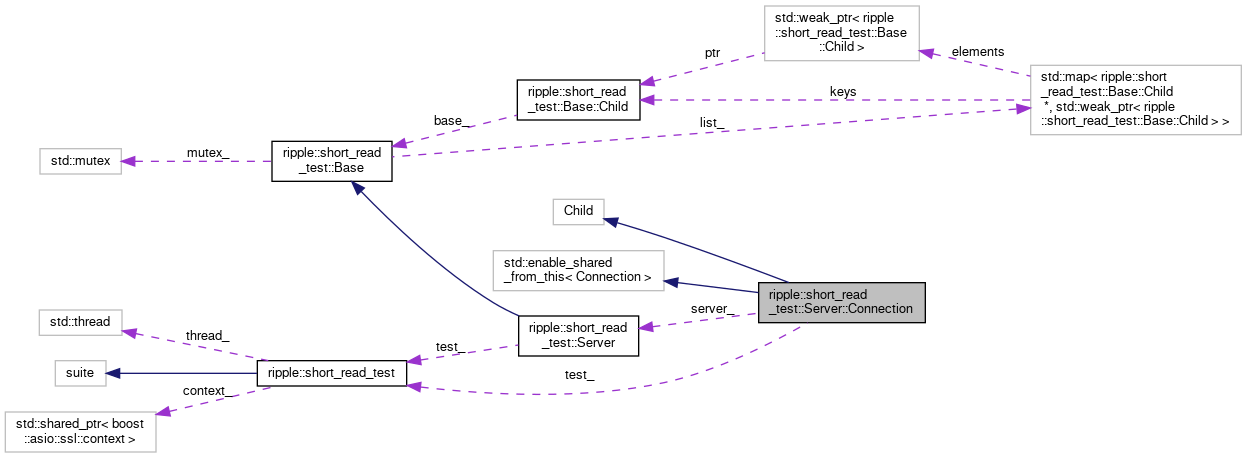 std::weak_ptr< ripple
::short_read_test::Base
::Child >
ptr
elements
std::map< ripple::short
_read_test::Base::Child
*, std::weak_ptr< ripple
::short_read_test::Base::Child > >
ripple::short_read
_test::Base::Child
keys
base_
list_
std::mutex
mutex_
ripple::short_read
_test::Base
Child
std::enable_shared
_from_this< Connection >
ripple::short_read
_test::Server::Connection
server_
std::thread
thread_
ripple::short_read
_test::Server
test_
suite
ripple::short_read_test
test_
context_
std::shared_ptr< boost
::asio::ssl::context >